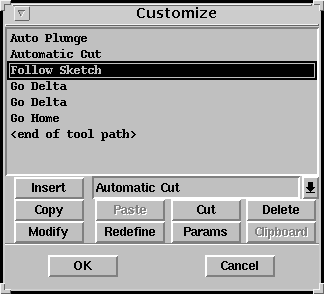 Customize
Auto Plunge
Automatic Cut
Follow Sketch
Go Delta
Go Delta
Go Home
<end of tool path>
Insert Automatic Cut
Copy Paste Cut Delete
Modify Redefine Params Clipboard
OK Cancel